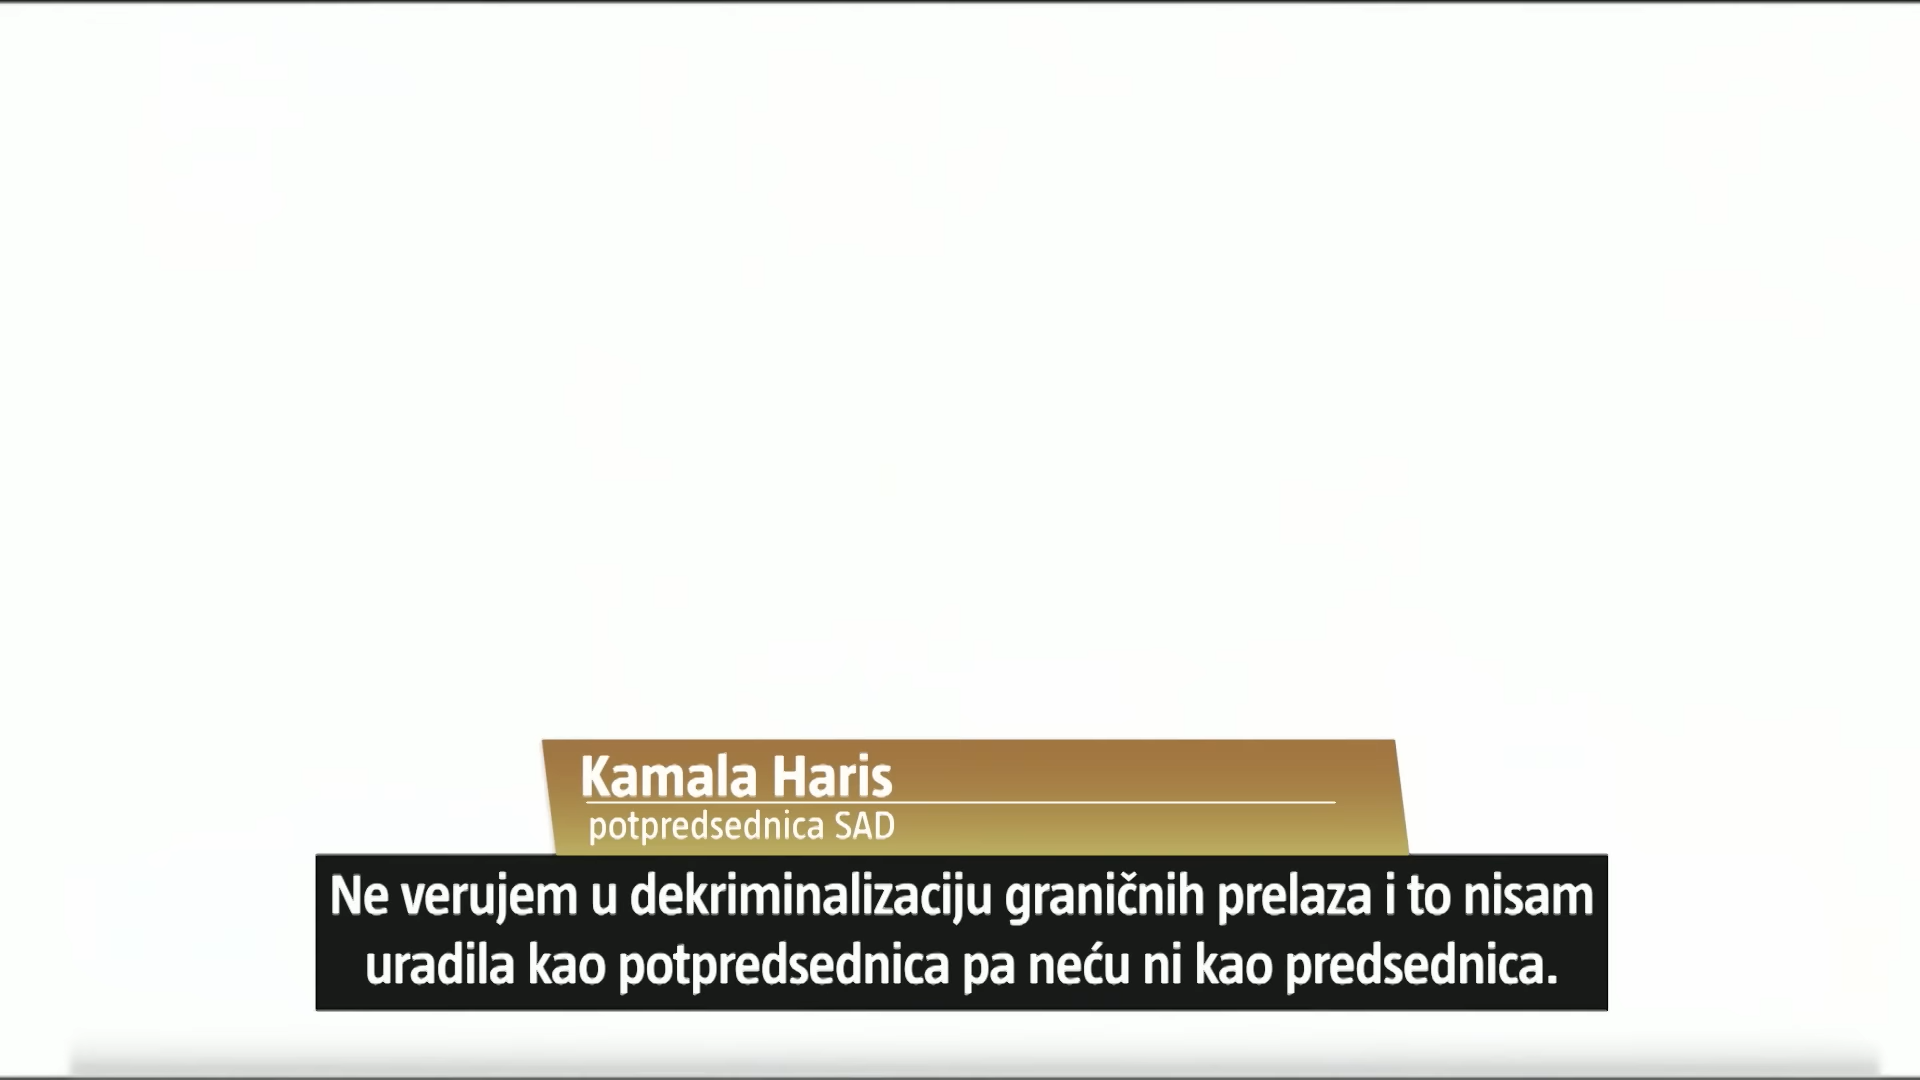 Kamala Haris
potpredsednica SAD
Ne verujem u dekriminalizaciju graničnih prelaza i to nisam
uradila kao potpredsednica pa neću ni kao predsednica.